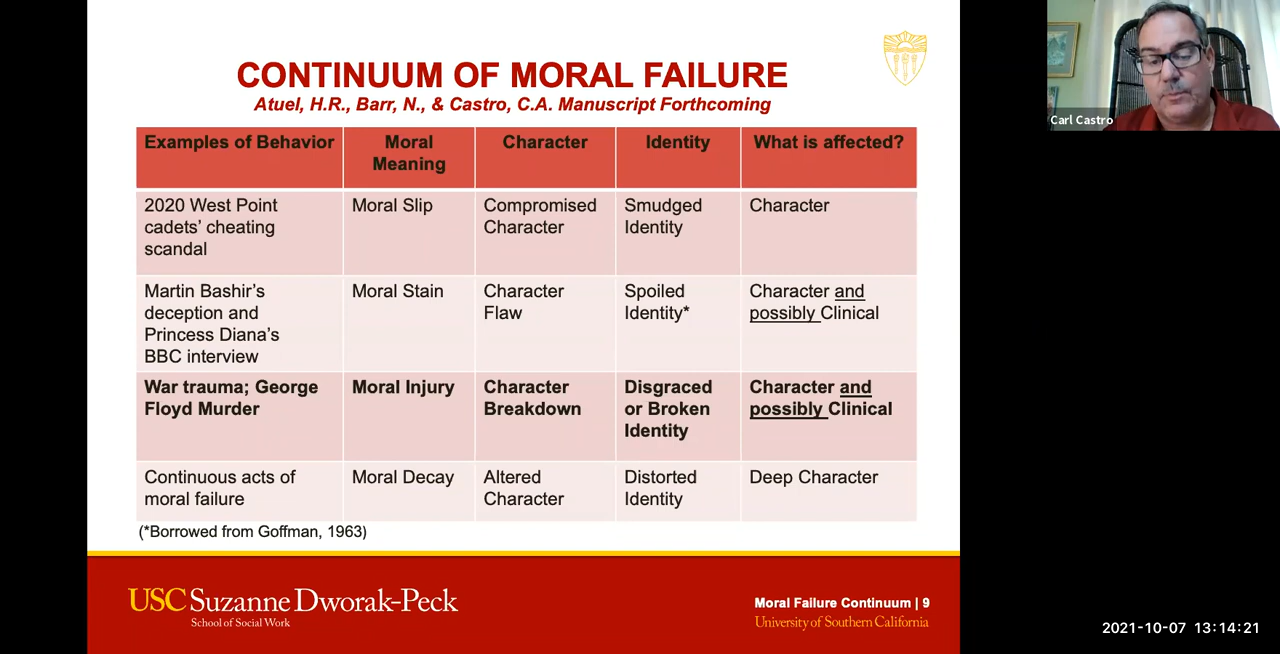 CONTINUUM OF MORAL FAILURE
Atuel, H.R., Barr, N., & Castro, C.A. Manuscript Forthcoming
Examples of Behavior
Moral
Meaning
Character
Identity
What is affected?
2020 West Point
cadets’ cheating
scandal
Moral Slip
Compromised
Character
Smudged
Identity
Character
Martin Bashir’s
deception and
Princess Diana’s
BBC interview
Moral Stain
Character
Flaw
Spoiled
Identity*
Character and
possibly Clinical
War trauma; George
Floyd Murder
Moral Injury
Character
Breakdown
Disgraced
or Broken
Identity
Character and
possibly Clinical
Continuous acts of
moral failure
Moral Decay
Altered
Character
Distorted
Identity
Deep Character
(*Borrowed from Goffman, 1963)
USC Suzanne Dworak-Peck
School of Social Work
Moral Failure Continuum | 9
University of Southern California
Carl Castro
2021-10-07 13:14:21